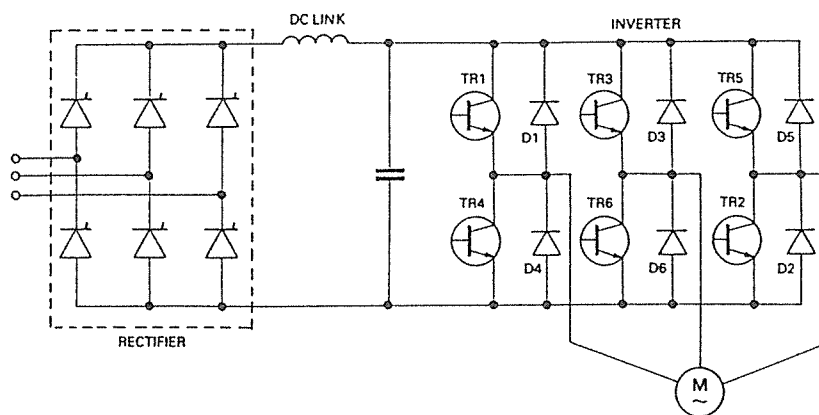 DC LINK
INVERTER
TR1
TR3
TR5
D1
D3
D5
TR4
TR6
TR2
D4
D6
D2
RECTIFIER
M
~